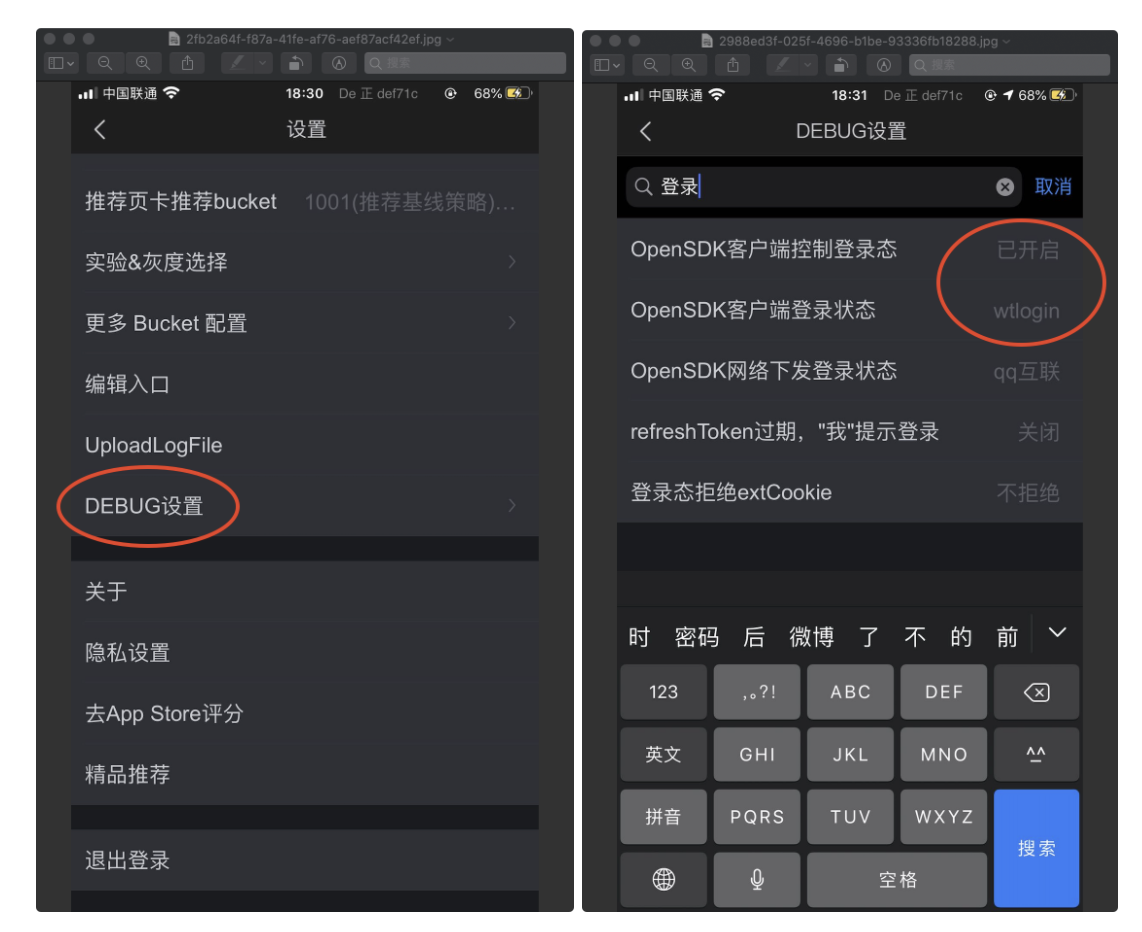 2fb2a64f-f87a-41fe-af76-aef87acf42ef.jpg
搜索
中国联通
18:30
De 正 def71c
68%
设置
推荐页卡推荐bucket
1001(推荐基线策略)...
实验&灰度选择
更多 Bucket 配置
编辑入口
UploadLogFile
DEBUG设置
关于
隐私设置
去App Store评分
精品推荐
退出登录
2988ed3f-025f-4696-b1be-93336fb18288.jpg
搜索
中国联通
18:31
De 正 def71c
68%
DEBUG设置
登录
取消
OpenSDK客户端控制登录态
已开启
OpenSDK客户端登录状态
wtlogin
OpenSDK网络下发登录状态
qq互联
refreshToken过期，"我"提示登录
关闭
登录态拒绝extCookie
不拒绝
时 密码 后 微博 了 不 的 前
123
,。?!
ABC
DEF
英文
GHI
JKL
MNO
^^
拼音
PQRS
TUV
WXYZ
搜索
空格